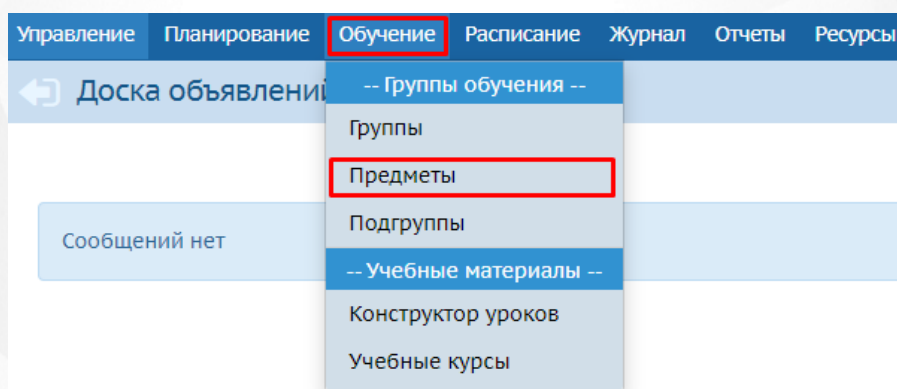 Управление Планирование Обучение Расписание Журнал Отчеты Ресурсы
Доска объявлений
-- Группы обучения --
Группы
Предметы
Подгруппы
Сообщений нет
-- Учебные материалы --
Конструктор уроков
Учебные курсы